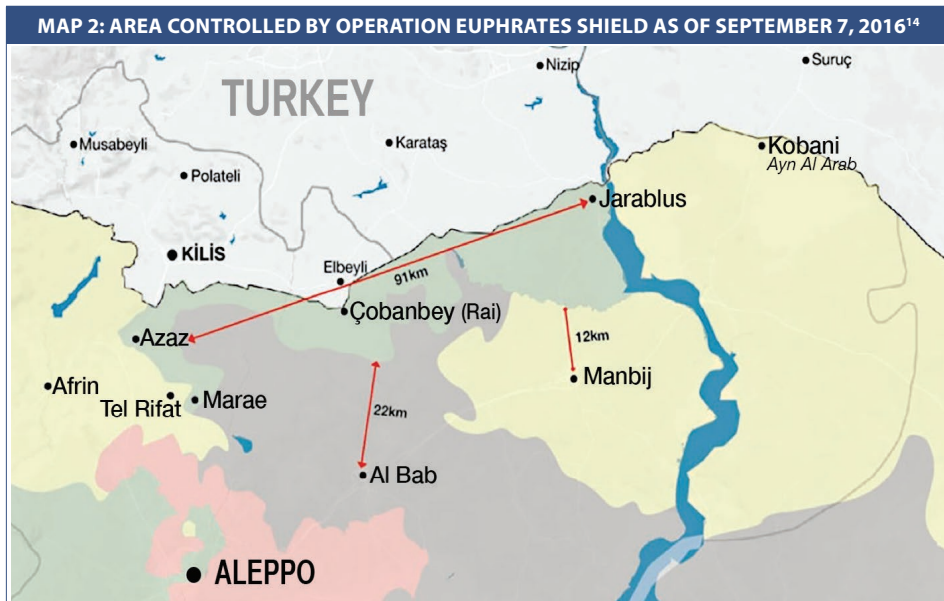 MAP 2: AREA CONTROLLED BY OPERATION EUPHRATES SHIELD AS OF SEPTEMBER 7, 2016¹⁴
Nizip
Suruç
TURKEY
Musabeyli
Karataş
Kobani
Ayn Al Arab
Polateli
Jarablus
KİLİS
Elbeyli
91km
Çobanbey (Rai)
Azaz
12km
Afrin
Manbij
Tel Rifat
Marae
22km
Al Bab
ALEPPO